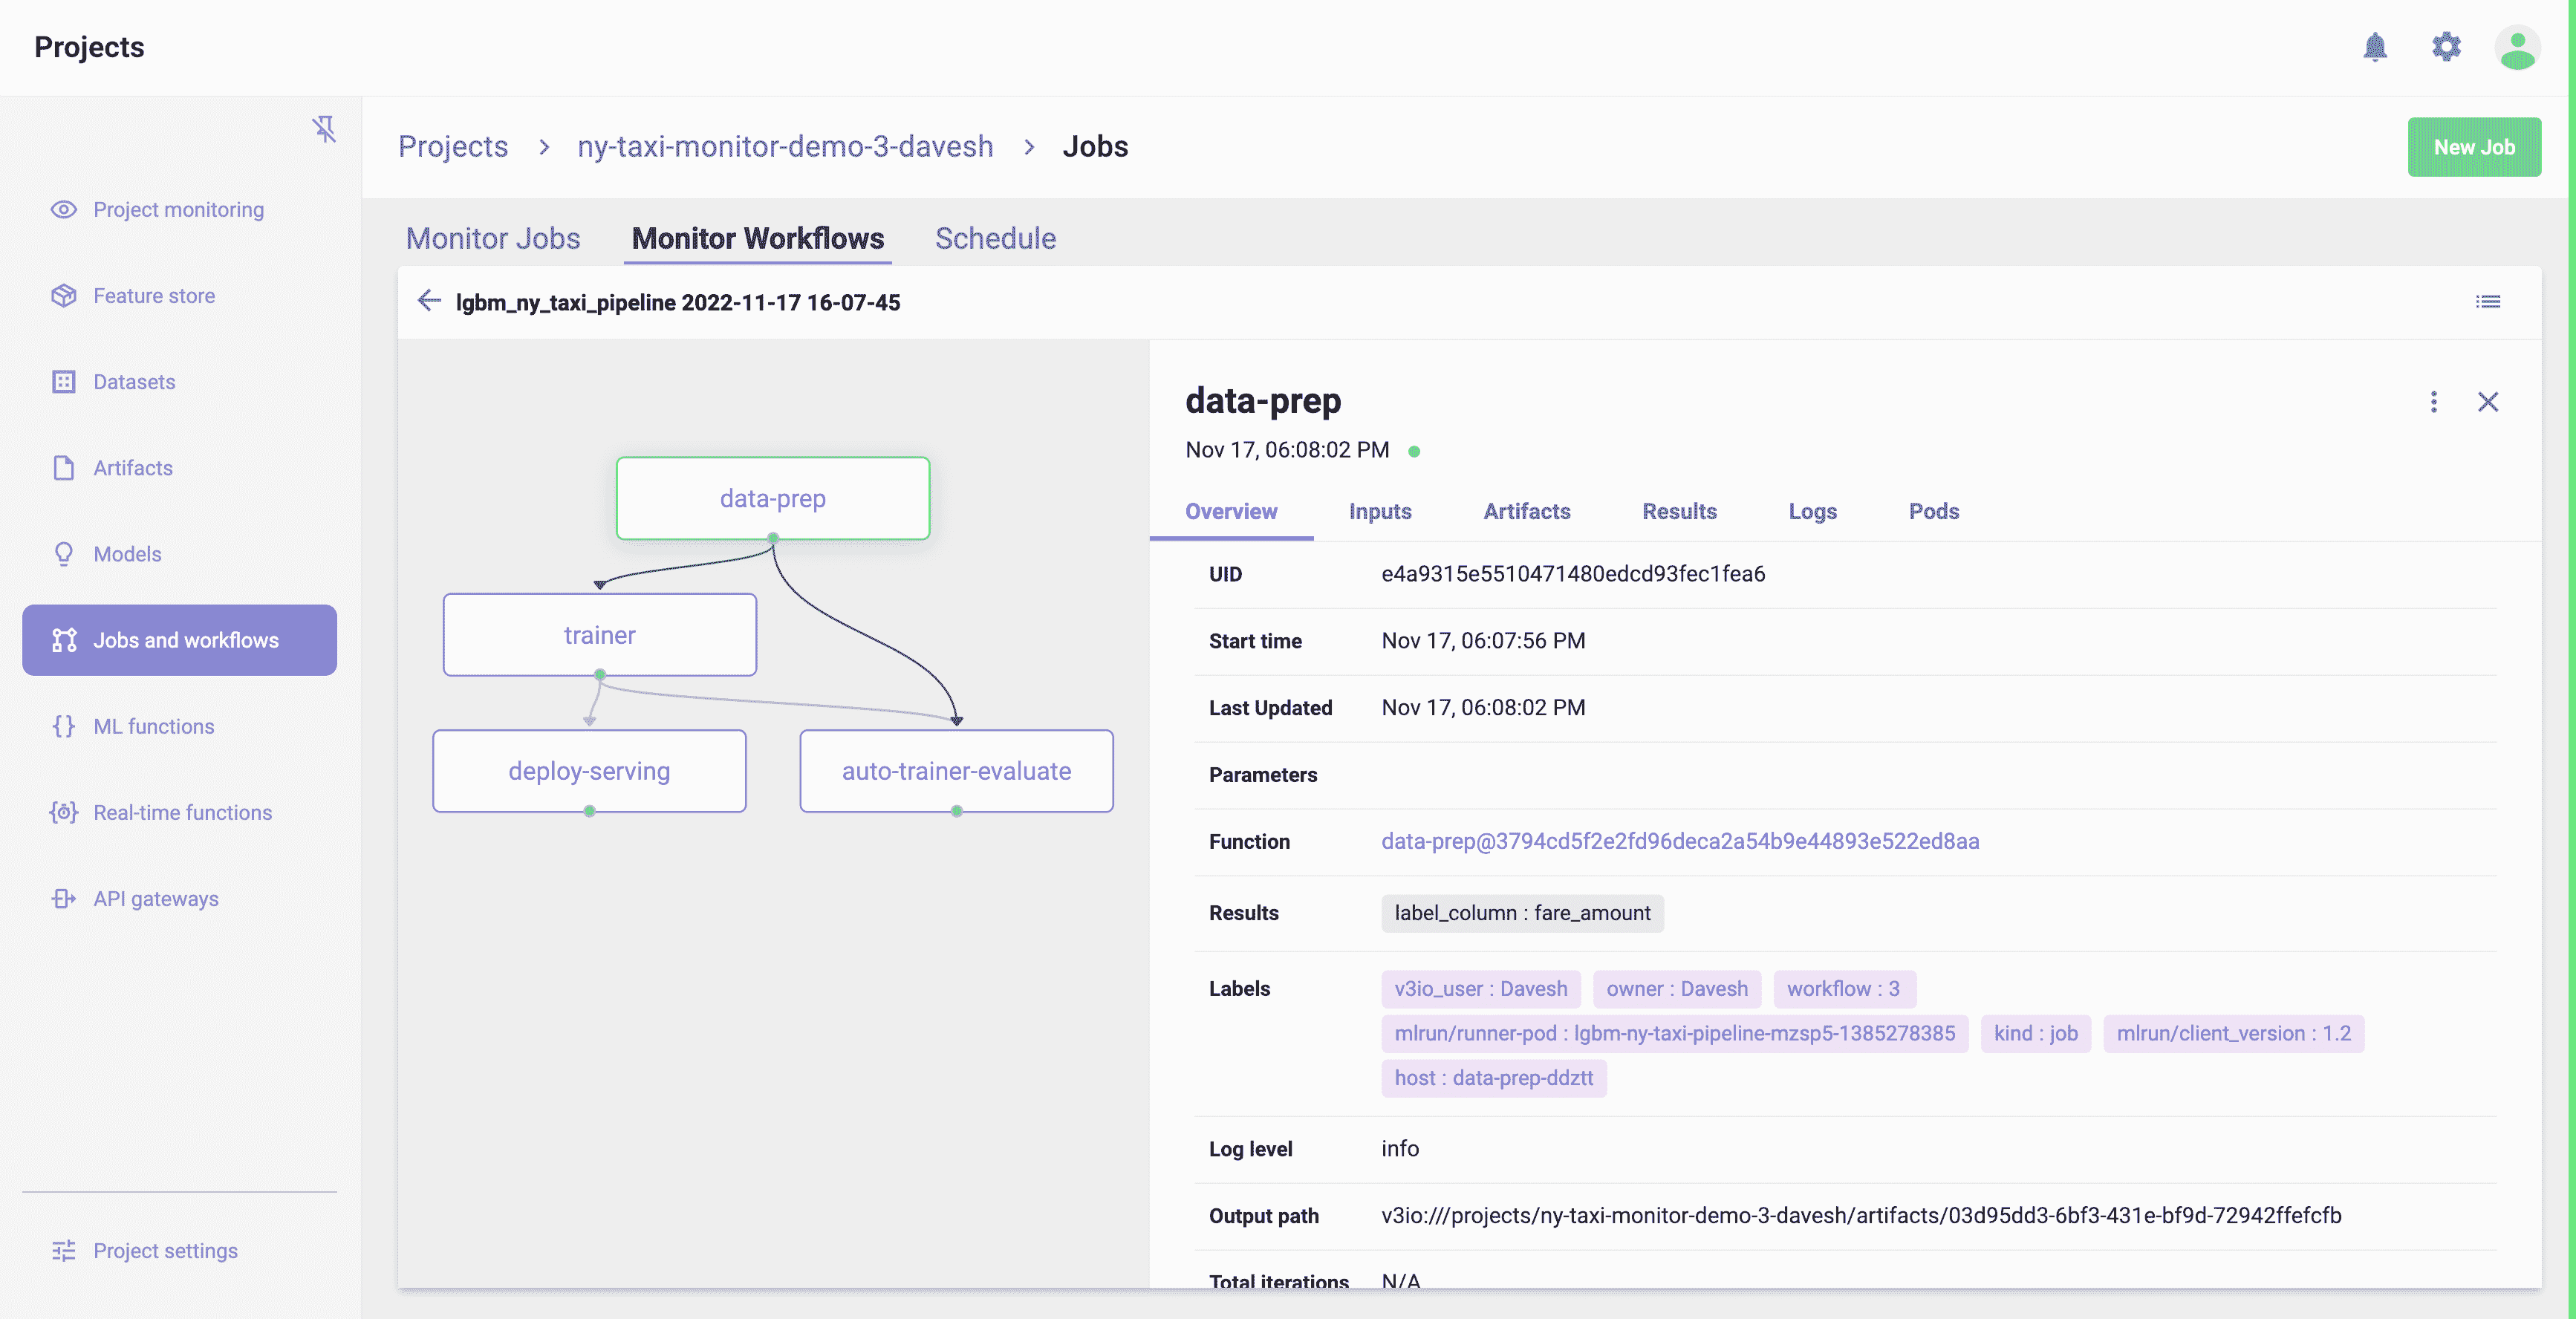 Projects
Project monitoring
Feature store
Datasets
Artifacts
Models
Jobs and workflows
ML functions
Real-time functions
API gateways
Project settings
Projects > ny-taxi-monitor-demo-3-davesh > Jobs
New Job
Monitor Jobs Monitor Workflows Schedule
lgbm_ny_taxi_pipeline 2022-11-17 16-07-45
data-prep
trainer
deploy-serving auto-trainer-evaluate
data-prep
Nov 17, 06:08:02 PM
Overview Inputs Artifacts Results Logs Pods
UID e4a9315e5510471480edcd93fec1fea6
Start time Nov 17, 06:07:56 PM
Last Updated Nov 17, 06:08:02 PM
Parameters
Function data-prep@3794cd5f2e2fd96deca2a54b9e44893e522ed8aa
Results label_column : fare_amount
Labels v3io_user : Davesh owner : Davesh workflow : 3
mlrun/runner-pod : lgbm-ny-taxi-pipeline-mzsp5-1385278385 kind : job mlrun/client_version : 1.2
host : data-prep-ddztt
Log level info
Output path v3io:///projects/ny-taxi-monitor-demo-3-davesh/artifacts/03d95dd3-6bf3-431e-bf9d-72942ffefcfb
Total iterations N/A